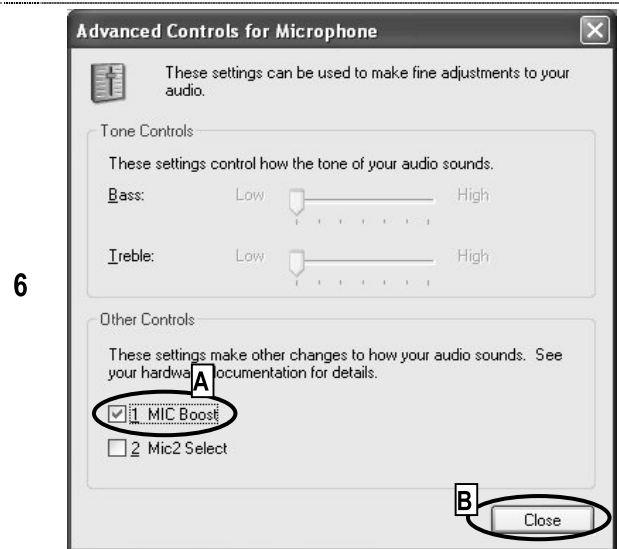 Advanced Controls for Microphone
These settings can be used to make fine adjustments to your
audio.
Tone Controls
These settings control how the tone of your audio sounds.
Bass: Low High
Treble: Low High
6
Other Controls
These settings make other changes to how your audio sounds. See
your hardware documentation for details.
A
1 MIC Boost
2 Mic2 Select
B
Close